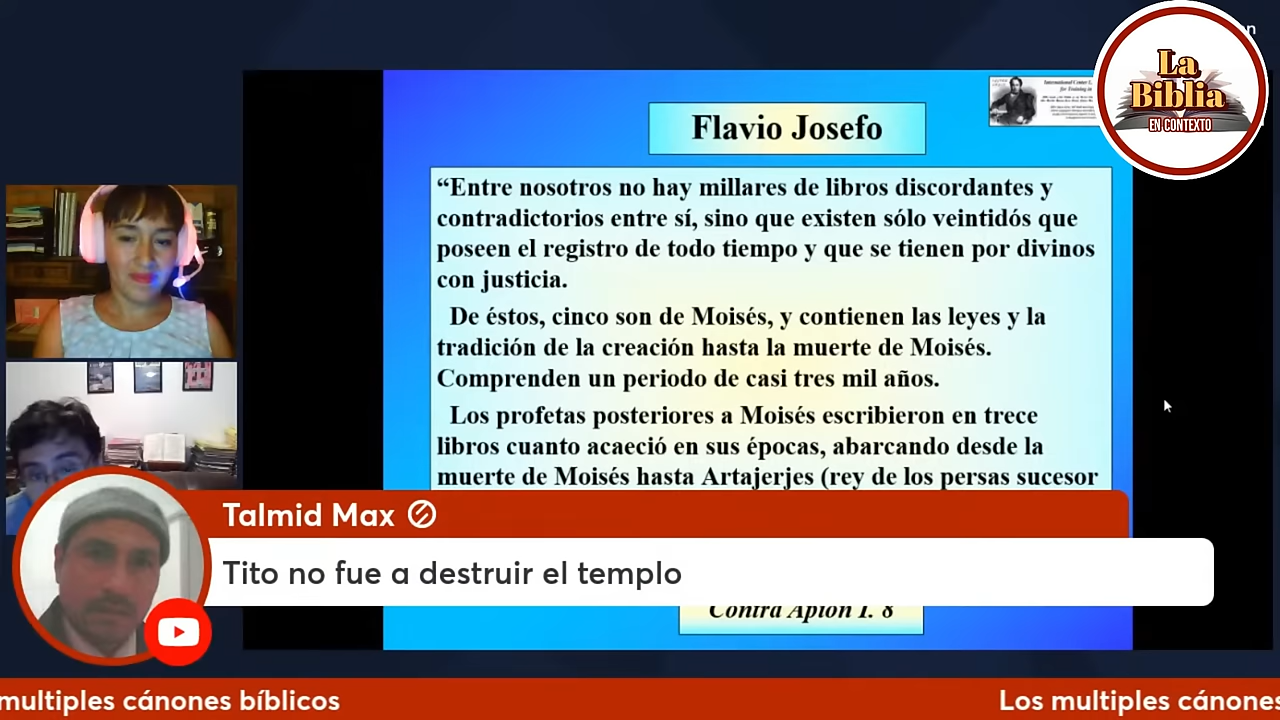 La
Biblia
EN CONTEXTO
Flavio Josefo
“Entre nosotros no hay millares de libros discordantes y
contradictorios entre sí, sino que existen sólo veintidós que
poseen el registro de todo tiempo y que se tienen por divinos
con justicia.
De éstos, cinco son de Moisés, y contienen las leyes y la
tradición de la creación hasta la muerte de Moisés.
Comprenden un periodo de casi tres mil años.
Los profetas posteriores a Moisés escribieron en trece
libros cuanto acaeció en sus épocas, abarcando desde la
muerte de Moisés hasta Artajerjes (rey de los persas sucesor
Talmid Max
Tito no fue a destruir el templo
Contra Apión I. 8
multiples cánones bíblicos
Los multiples cánones